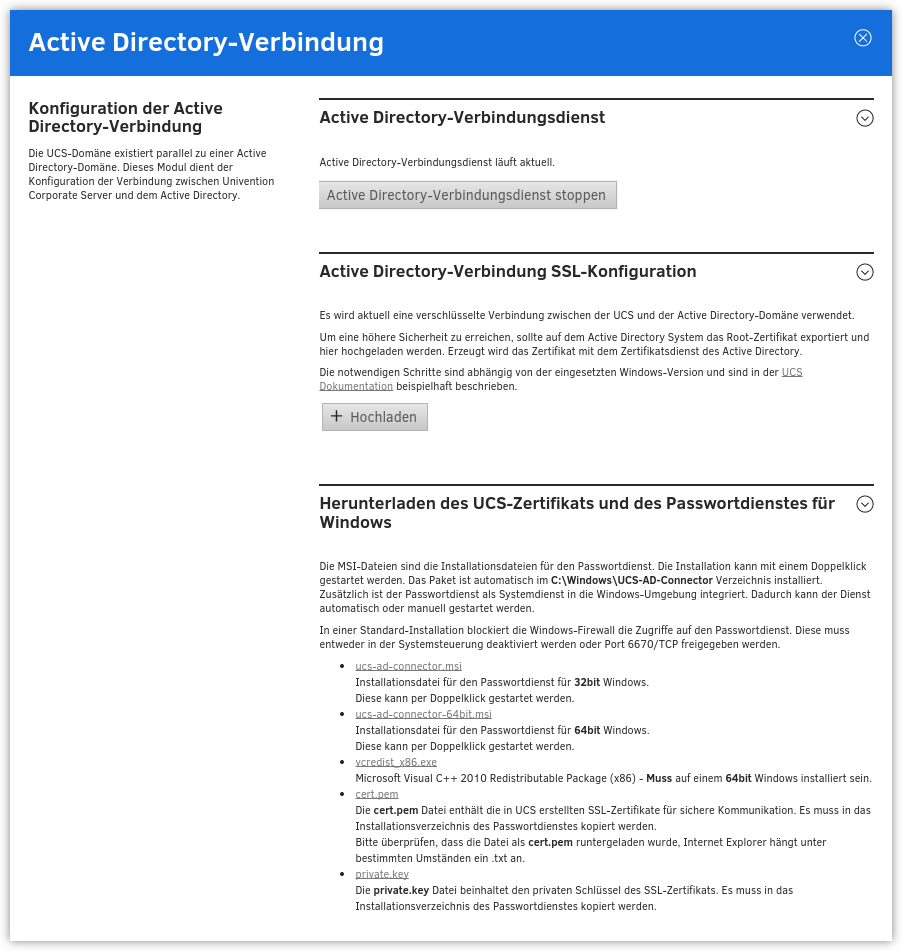 Active Directory-Verbindung
Konfiguration der Active
Directory-Verbindung
Die UCS-Domäne existiert parallel zu einer Active
Directory-Domäne. Dieses Modul dient der
Konfiguration der Verbindung zwischen Univention
Corporate Server und dem Active Directory.
Active Directory-Verbindungsdienst
Active Directory-Verbindungsdienst läuft aktuell.
Active Directory-Verbindungsdienst stoppen
Active Directory-Verbindung SSL-Konfiguration
Es wird aktuell eine verschlüsselte Verbindung zwischen der UCS und der Active Directory-Domäne verwendet.
Um eine höhere Sicherheit zu erreichen, sollte auf dem Active Directory System das Root-Zertifikat exportiert und
hier hochgeladen werden. Erzeugt wird das Zertifikat mit dem Zertifikatsdienst des Active Directory.
Die notwendigen Schritte sind abhängig von der eingesetzten Windows-Version und sind in der UCS
Dokumentation beispielhaft beschrieben.
+ Hochladen
Herunterladen des UCS-Zertifikats und des Passwortdienstes für
Windows
Die MSI-Dateien sind die Installationsdateien für den Passwortdienst. Die Installation kann mit einem Doppelklick
gestartet werden. Das Paket ist automatisch im C:\Windows\UCS-AD-Connector Verzeichnis installiert.
Zusätzlich ist der Passwortdienst als Systemdienst in die Windows-Umgebung integriert. Dadurch kann der Dienst
automatisch oder manuell gestartet werden.
In einer Standard-Installation blockiert die Windows-Firewall die Zugriffe auf den Passwortdienst. Diese muss
entweder in der Systemsteuerung deaktiviert werden oder Port 6670/TCP freigegeben werden.
• ucs-ad-connector.msi
Installationsdatei für den Passwortdienst für 32bit Windows.
Diese kann per Doppelklick gestartet werden.
• ucs-ad-connector-64bit.msi
Installationsdatei für den Passwortdienst für 64bit Windows.
Diese kann per Doppelklick gestartet werden.
• vcredist_x86.exe
Microsoft Visual C++ 2010 Redistributable Package (x86) - Muss auf einem 64bit Windows installiert sein.
• cert.pem
Die cert.pem Datei enthält die in UCS erstellten SSL-Zertifikate für sichere Kommunikation. Es muss in das
Installationsverzeichnis des Passwortdienstes kopiert werden.
Bitte überprüfen, dass die Datei als cert.pem runtergeladen wurde, Internet Explorer hängt unter
bestimmten Umständen ein .txt an.
• private.key
Die private.key Datei beinhaltet den privaten Schlüssel des SSL-Zertifikats. Es muss in das
Installationsverzeichnis des Passwortdienstes kopiert werden.